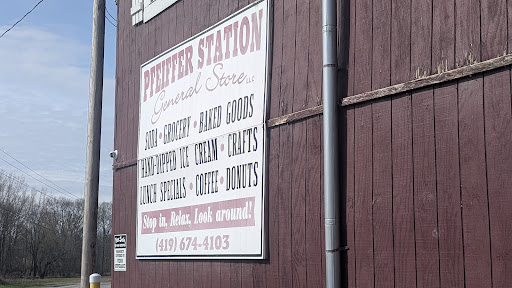 PFEIFFER STATION
General Store LLC
SODA • GROCERY • BAKED GOODS
HAND-DIPPED ICE CREAM • CRAFTS
LUNCH SPECIALS • COFFEE • DONUTS
Stop in, Relax, Look around!
(419) 674-4103